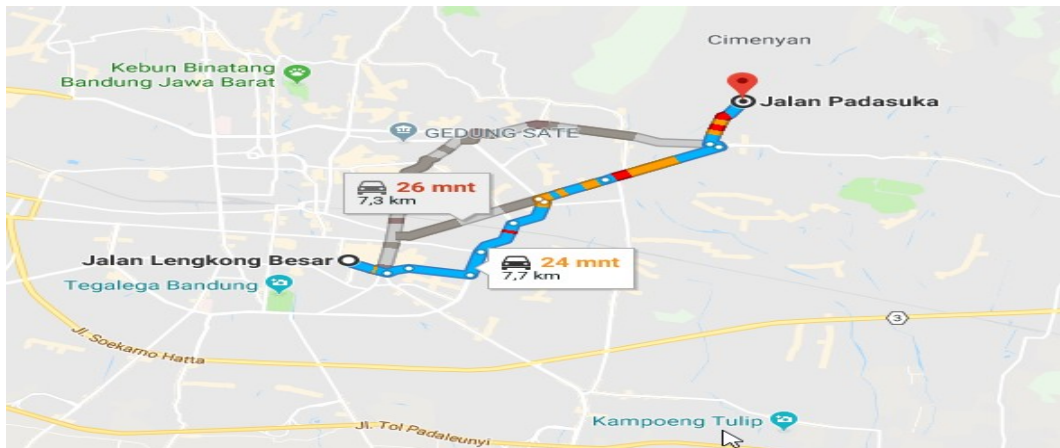 Cimenyan
Kebun Binatang
Bandung Jawa Barat
Jalan Padasuka
GEDUNG SATE
26 mnt
7,3 km
Jalan Lengkong Besar
24 mnt
7,7 km
Tegalega Bandung
3
Jl. Soekarno Hatta
Kampoeng Tulip
Jl. Tol Padaleunyi